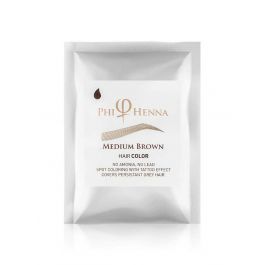 PHI φ HENNA
MEDIUM BROWN
HAIR COLOR
NO AMONIA, NO LEAD
SPOT COLORING WITH TATTOO EFFECT
COVERS PERSISTANT GREY HAIR